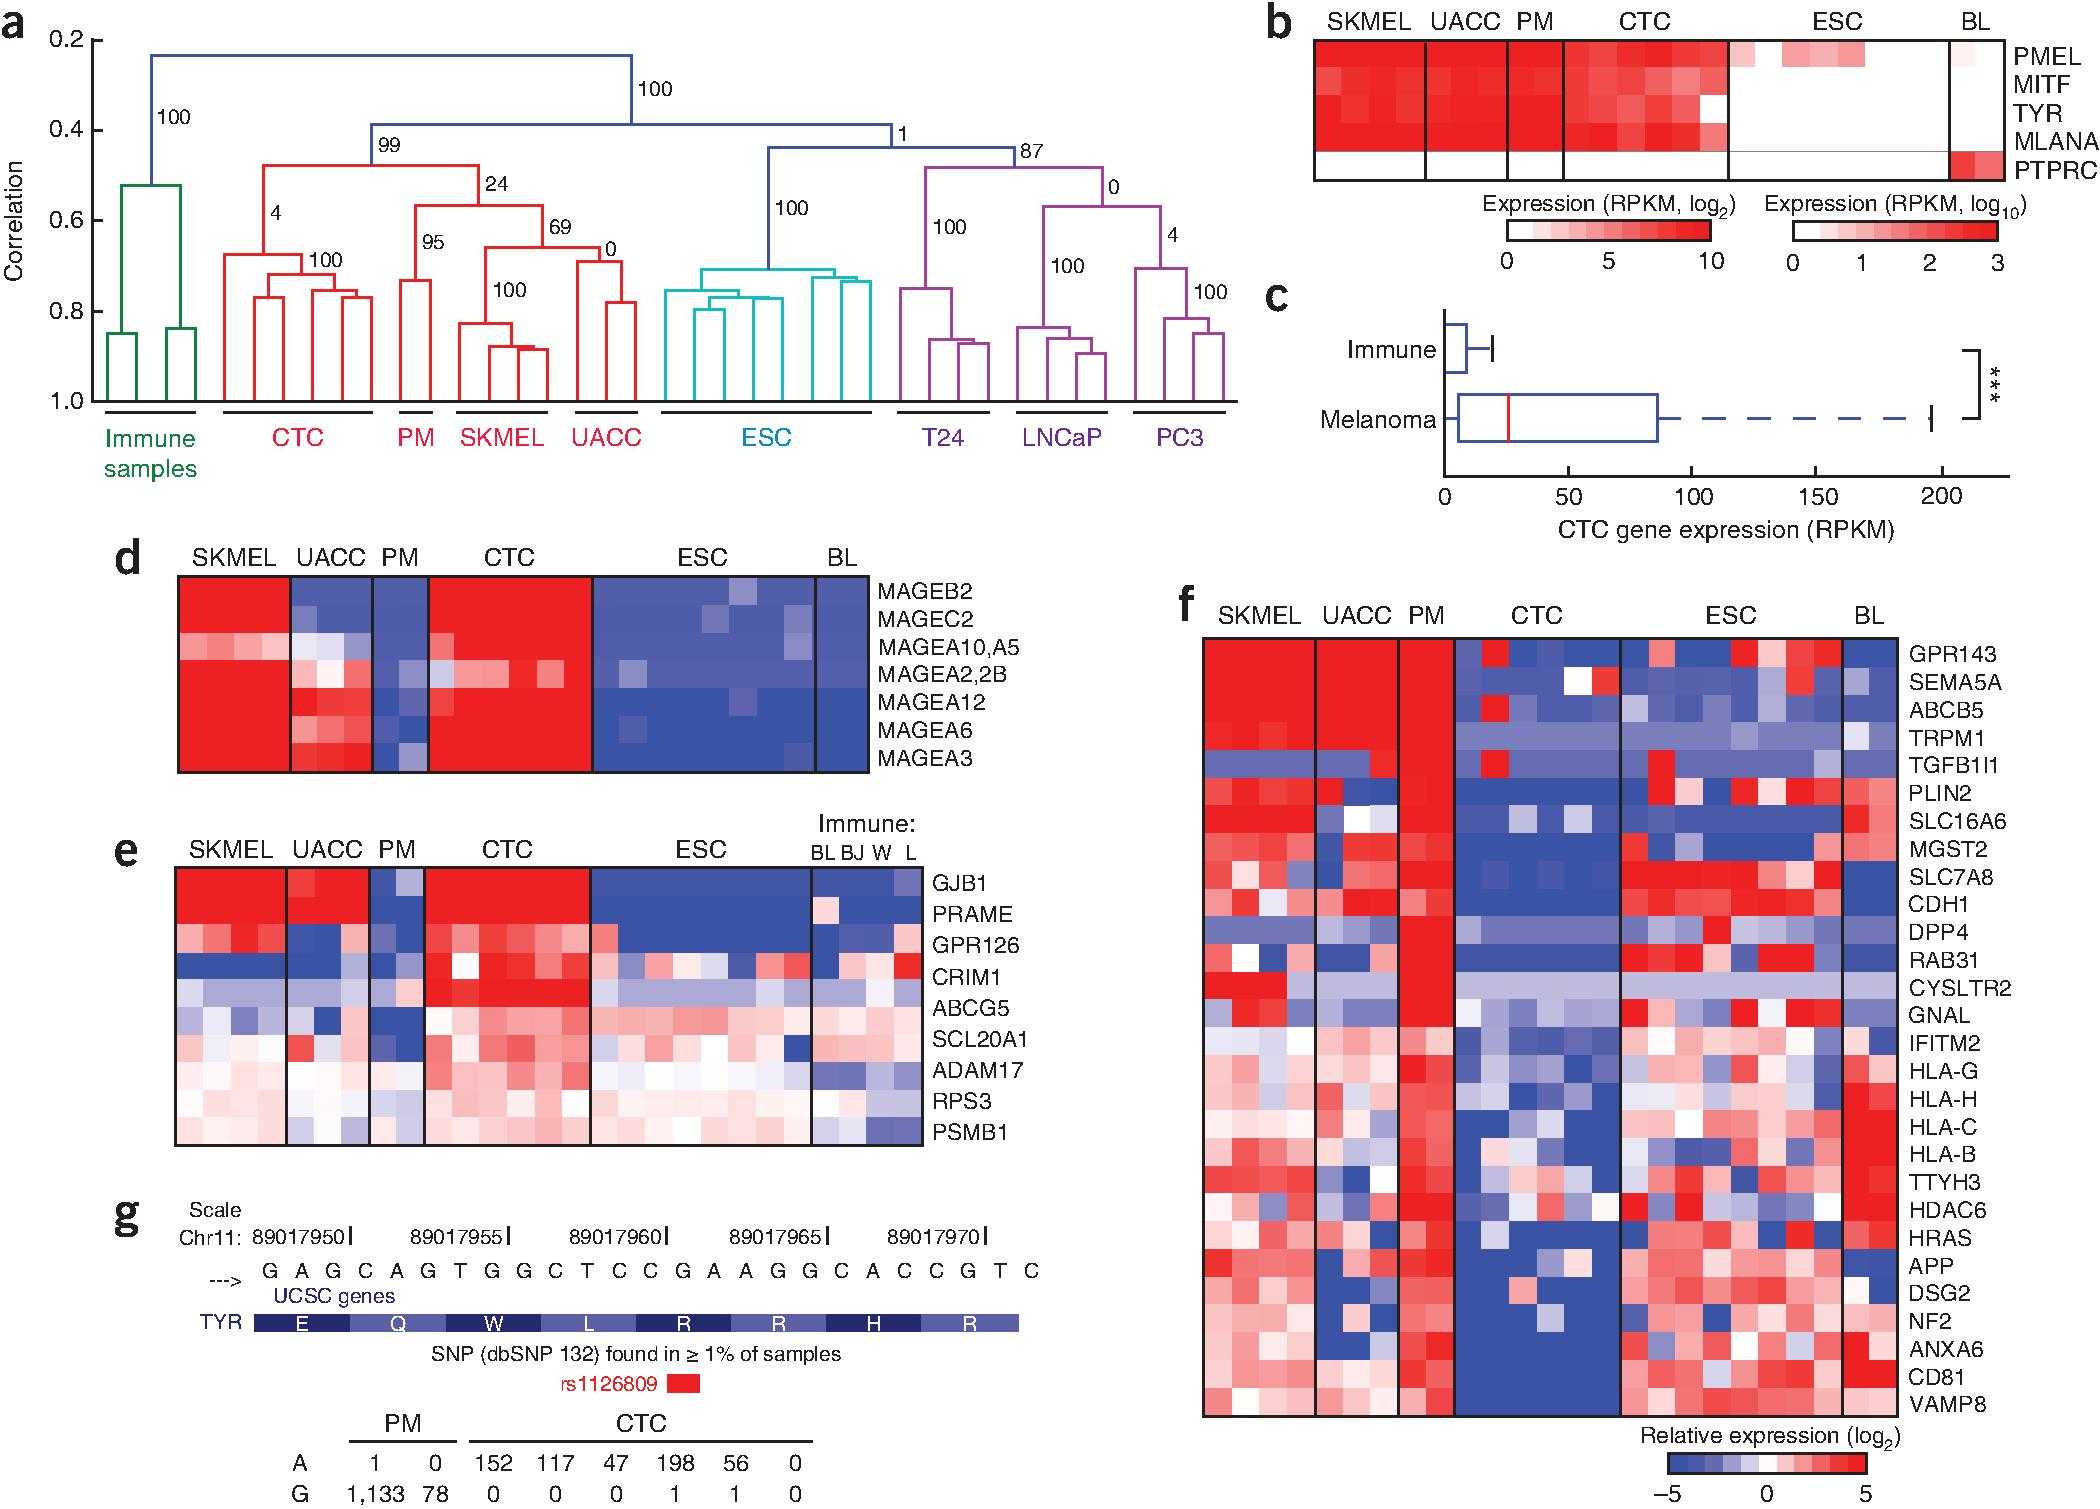 a
0.2
0.4
0.6
0.8
1.0
Correlation
100
100
99
1
87
24
0
4
100
95
69
0
100
100
100
100
4
100
Immune samples
CTC
PM
SKMEL
UACC
ESC
T24
LNCaP
PC3
b
SKMEL UACC PM CTC ESC BL
PMEL
MITF
TYR
MLANA
PTPRC
Expression (RPKM, log2) Expression (RPKM, log10)
0 5 10 0 1 2 3
c
Immune
Melanoma
***
0 50 100 150 200
CTC gene expression (RPKM)
d
SKMEL UACC PM CTC ESC BL
MAGEB2
MAGEC2
MAGEA10,A5
MAGEA2,2B
MAGEA12
MAGEA6
MAGEA3
e
Immune:
SKMEL UACC PM CTC ESC BL BJ W L
GJB1
PRAME
GPR126
CRIM1
ABCG5
SCL20A1
ADAM17
RPS3
PSMB1
f
SKMEL UACC PM CTC ESC BL
GPR143
SEMA5A
ABCB5
TRPM1
TGFB1I1
PLIN2
SLC16A6
MGST2
SLC7A8
CDH1
DPP4
RAB31
CYSLTR2
GNAL
IFITM2
HLA-G
HLA-H
HLA-C
HLA-B
TTYH3
HDAC6
HRAS
APP
DSG2
NF2
ANXA6
CD81
VAMP8
Relative expression (log2)
–5 0 5
g
Scale
Chr11: 89017950 89017955 89017960 89017965 89017970
---> G A G C A G T G G C T C C G A A G G C A C C G T C
UCSC genes
TYR E Q W L R R H R
SNP (dbSNP 132) found in ≥ 1% of samples
rs1126809
PM CTC
A 1 0 152 117 47 198 56 0
G 1,133 78 0 0 0 1 1 0